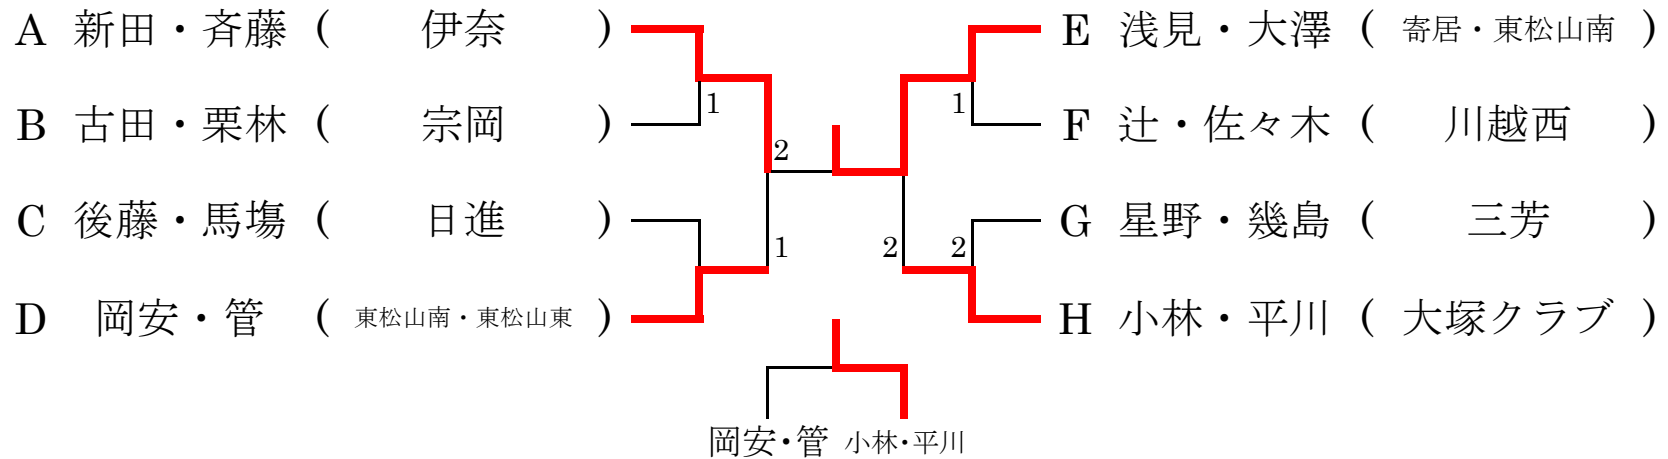 A 新田・斉藤 ( 伊奈 ) E 浅見・大澤 ( 寄居・東松山南 )
1 1
B 古田・栗林 ( 宗岡 ) F 辻・佐々木 ( 川越西 )
2
C 後藤・馬塲 ( 日進 ) G 星野・幾島 ( 三芳 )
1 2 2
D 岡安・管 ( 東松山南・東松山東 ) H 小林・平川 ( 大塚クラブ )
岡安・管 小林・平川